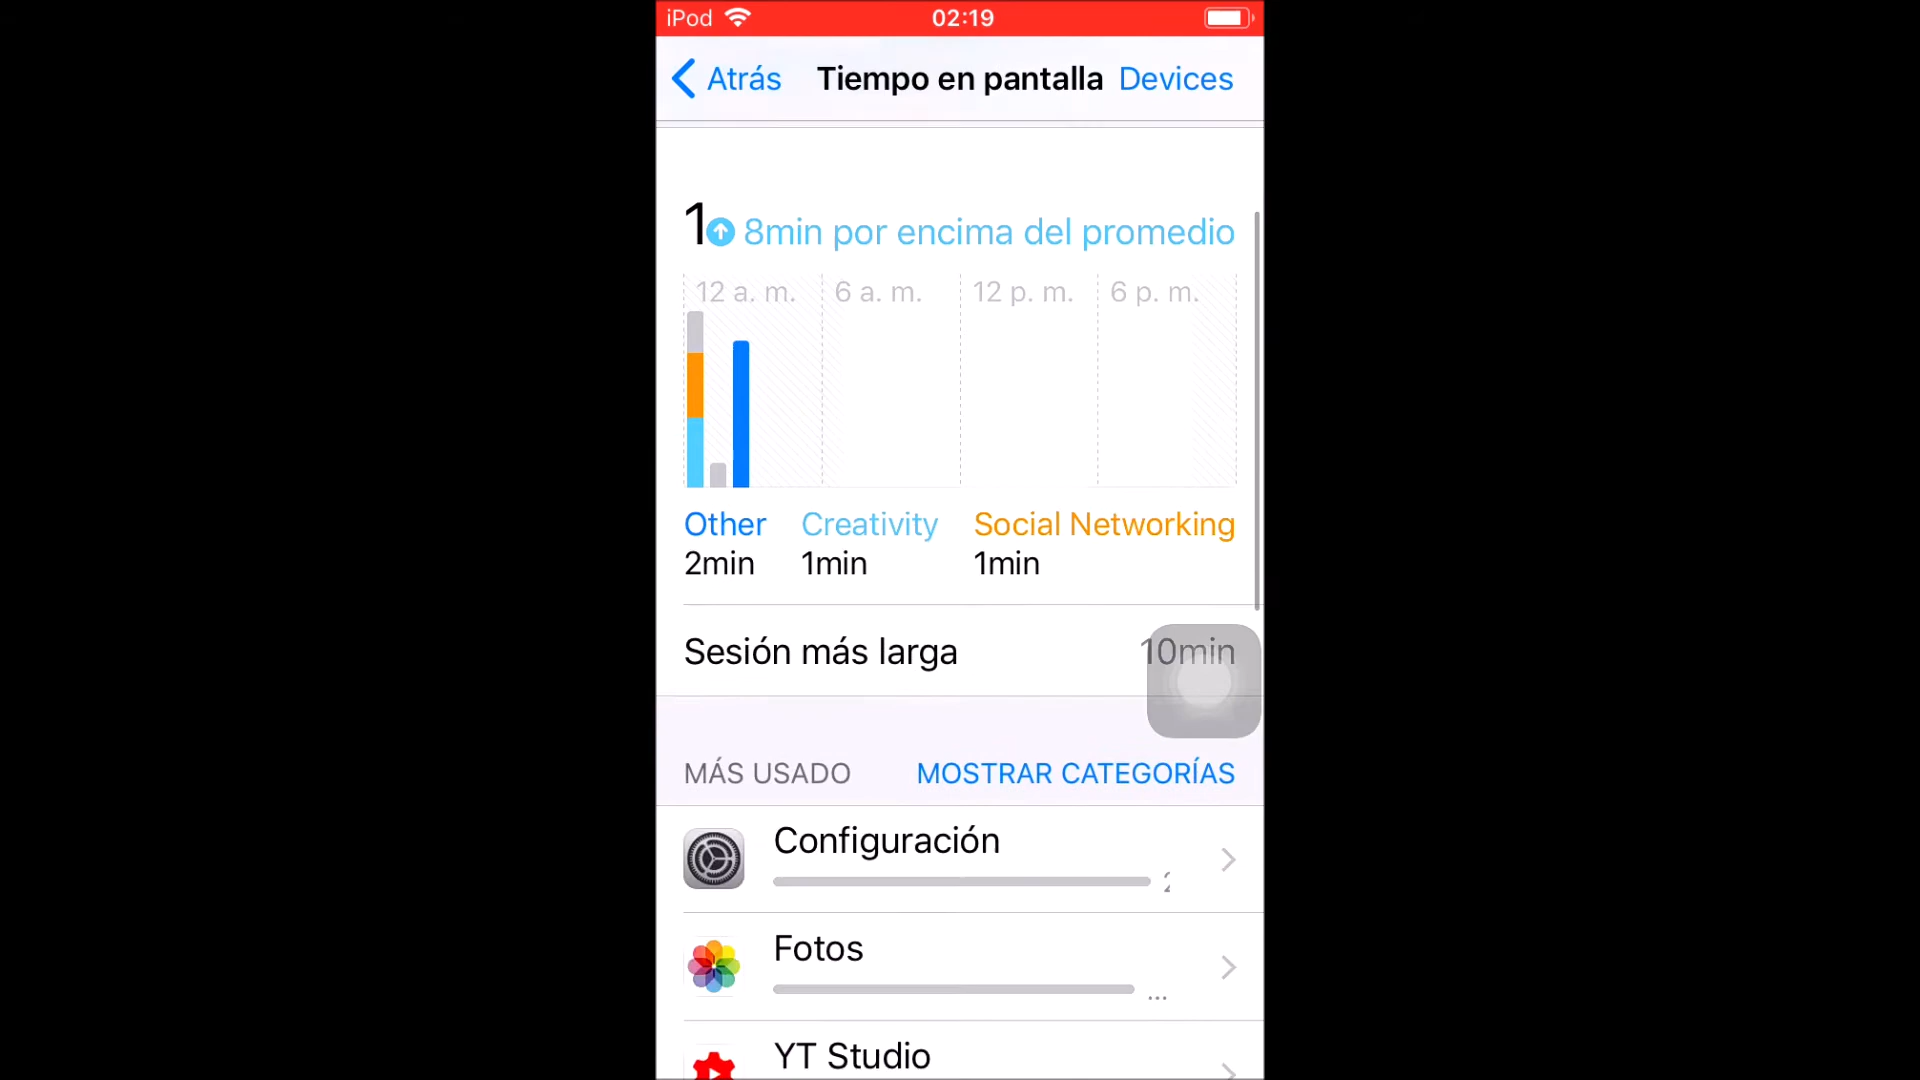 iPod 02:19
Atrás Tiempo en pantalla Devices
1 8min por encima del promedio
12 a. m. 6 a. m. 12 p. m. 6 p. m.
Other Creativity Social Networking
2min 1min 1min
Sesión más larga 10min
MÁS USADO MOSTRAR CATEGORÍAS
Configuración
Fotos
...
YT Studio